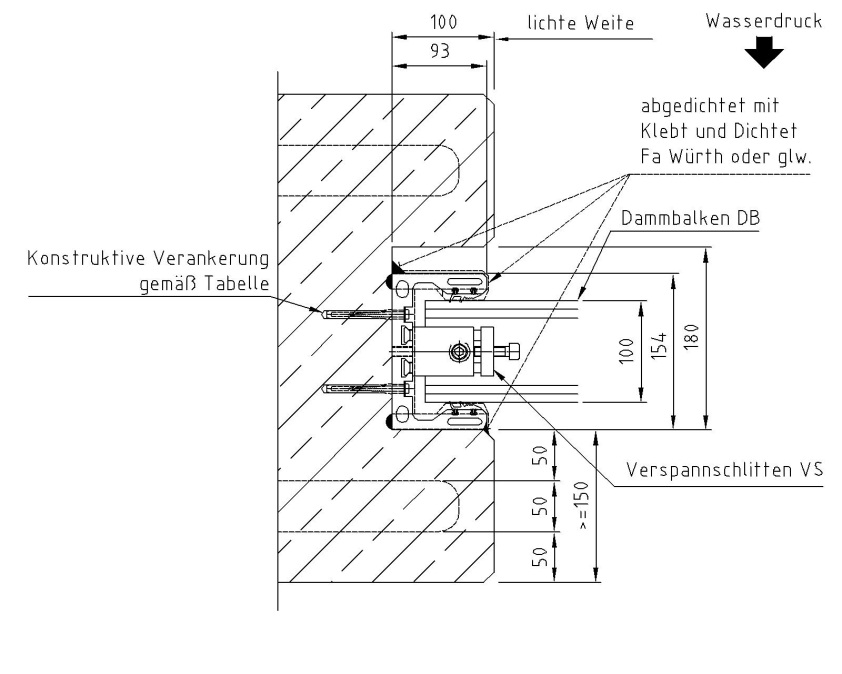 100
lichte Weite
Wasserdruck
93
abgedichtet mit
Klebt und Dichtet
Fa Würth oder glw.
Dammbalken DB
Konstruktive Verankerung
gemäß Tabelle
100
154
180
50
Verspannschlitten VS
50
>=150
50